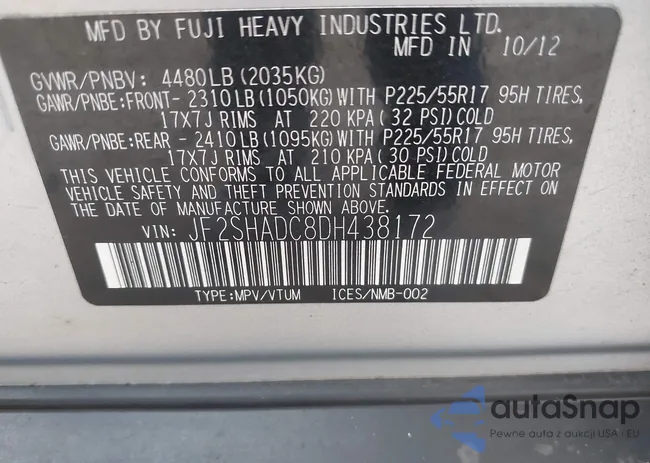 MFD BY FUJI HEAVY INDUSTRIES LTD.
MFD IN 10/12
GVWR/PNBV: 4480LB (2035KG)
GAWR/PNBE:FRONT- 2310LB(1050KG)WITH P225/55R17 95H TIRES,
17X7J RIMS AT 220 KPA (32 PSI) COLD
GAWR/PNBE:REAR - 2410LB(1095KG)WITH P225/55R17 95H TIRES,
17X7J RIMS AT 210 KPA (30 PSI) COLD
THIS VEHICLE CONFORMS TO ALL APPLICABLE FEDERAL MOTOR
VEHICLE SAFETY AND THEFT PREVENTION STANDARDS IN EFFECT ON
THE DATE OF MANUFACTURE SHOWN ABOVE.
VIN: JF2SHADC8DH438172
TYPE:MPV/VTUM ICES/NMB-002
autaSnap
Pewne auta z aukcji USA - EU